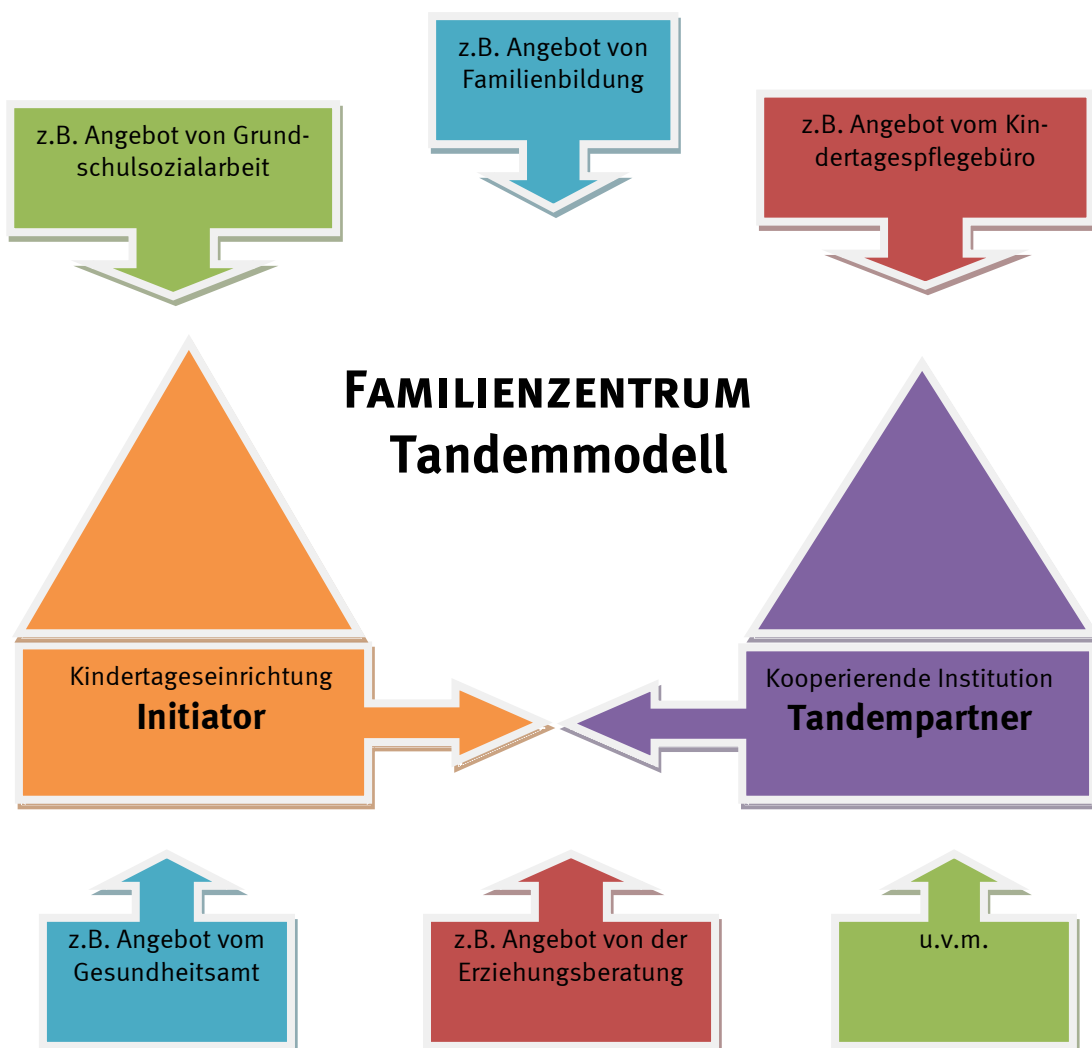 z.B. Angebot von
Familienbildung
z.B. Angebot von Grund-
schulsozialarbeit
z.B. Angebot vom Kin-
dertagespflegebüro
FAMILIENZENTRUM
Tandemmodell
Kindertageseinrichtung
Initiator
Kooperierende Institution
Tandempartner
z.B. Angebot vom
Gesundheitsamt
z.B. Angebot von der
Erziehungsberatung
u.v.m.